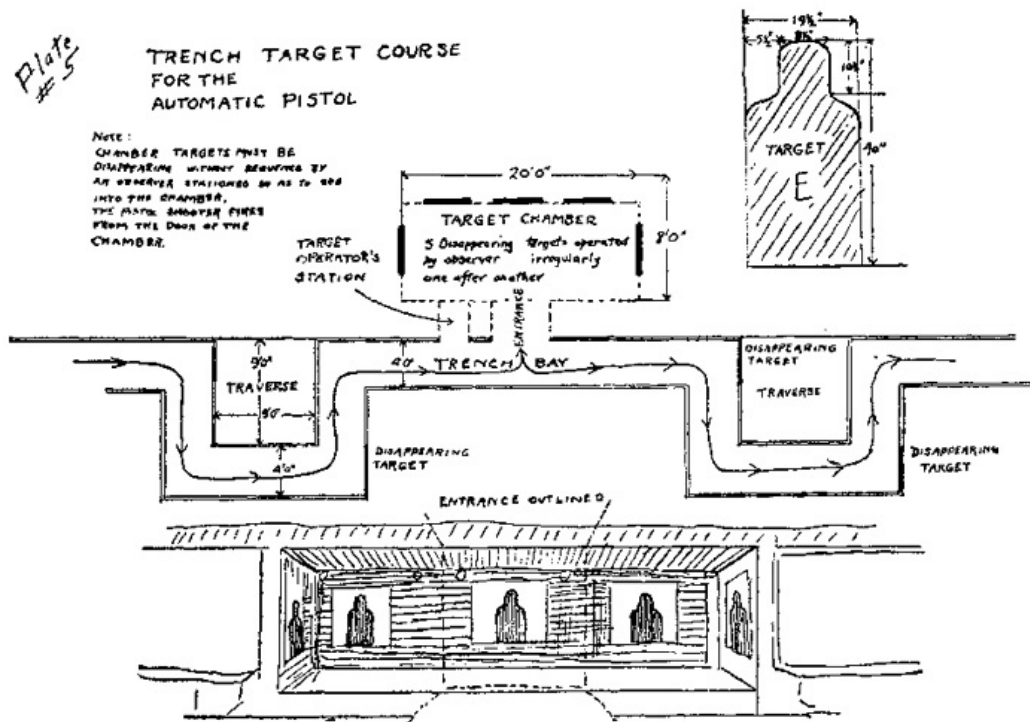 Plate
# 5
TRENCH TARGET COURSE
FOR THE
AUTOMATIC PISTOL
Note:
CHAMBER TARGETS MUST BE
DISAPPEARING WITHOUT SEQUENCE BY
AN OBSERVER STATIONED SO AS TO SEE
INTO THE CHAMBER.
THE PISTOL SHOOTER FIRES
FROM THE DOOR OF THE
CHAMBER.
19½"
5½"
8½"
10½"
40"
TARGET
E
20'0"
8'0"
TARGET CHAMBER
5 Disappearing targets operated
by observer irregularly
one after another
TARGET
OPERATOR'S
STATION
ENTRANCE
9'0"
TRAVERSE
9'0"
4'0"
4'0"
TRENCH BAY
DISAPPEARING
TARGET
DISAPPEARING
TARGET
TRAVERSE
DISAPPEARING
TARGET
ENTRANCE OUTLINED